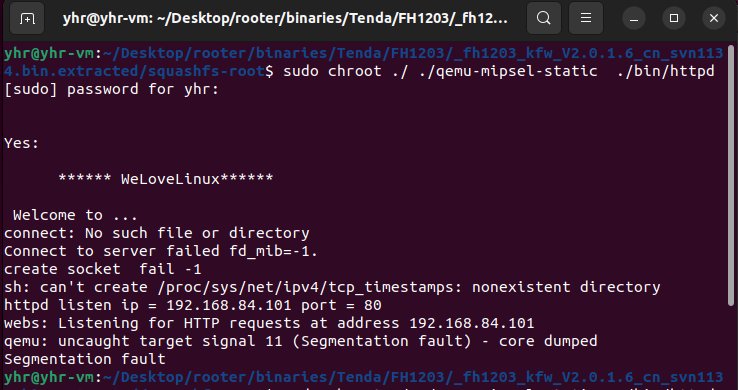 yhr@yhr-vm: ~/Desktop/rooter/binaries/Tenda/FH1203/_fh12...
yhr@yhr-vm:~/Desktop/rooter/binaries/Tenda/FH1203/_fh1203_kfw_V2.0.1.6_cn_svn113
4.bin.extracted/squashfs-root$ sudo chroot ./ ./qemu-mipsel-static  ./bin/httpd
[sudo] password for yhr:
Yes:
****** WeLoveLinux******
Welcome to ...
connect: No such file or directory
Connect to server failed fd_mib=-1.
create socket  fail -1
sh: can't create /proc/sys/net/ipv4/tcp_timestamps: nonexistent directory
httpd listen ip = 192.168.84.101 port = 80
webs: Listening for HTTP requests at address 192.168.84.101
qemu: uncaught target signal 11 (Segmentation fault) - core dumped
Segmentation fault
yhr@yhr-vm:~/Desktop/rooter/binaries/Tenda/FH1203/_fh1203_kfw_V2.0.1.6_cn_svn113